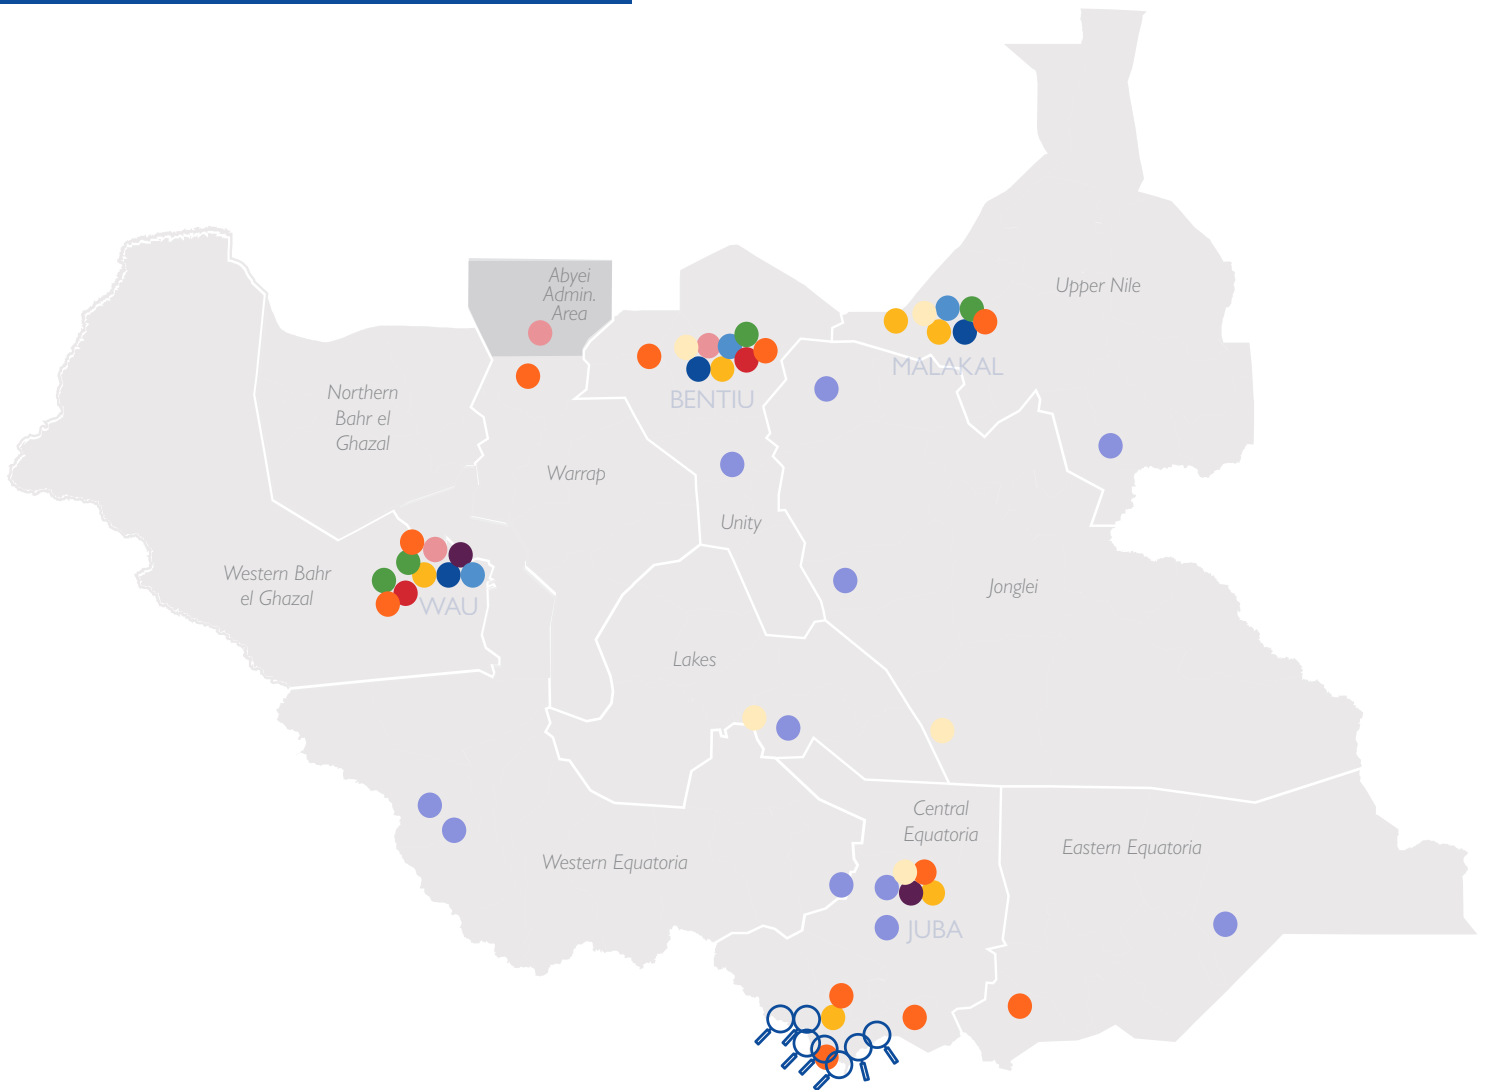 Abyei
Admin.
Area
Upper Nile
MALAKAL
Northern
Bahr el
Ghazal
BENTIU
Warrap
Unity
Western Bahr
el Ghazal
WAU
Jonglei
Lakes
Central
Equatoria
Eastern Equatoria
Western Equatoria
JUBA